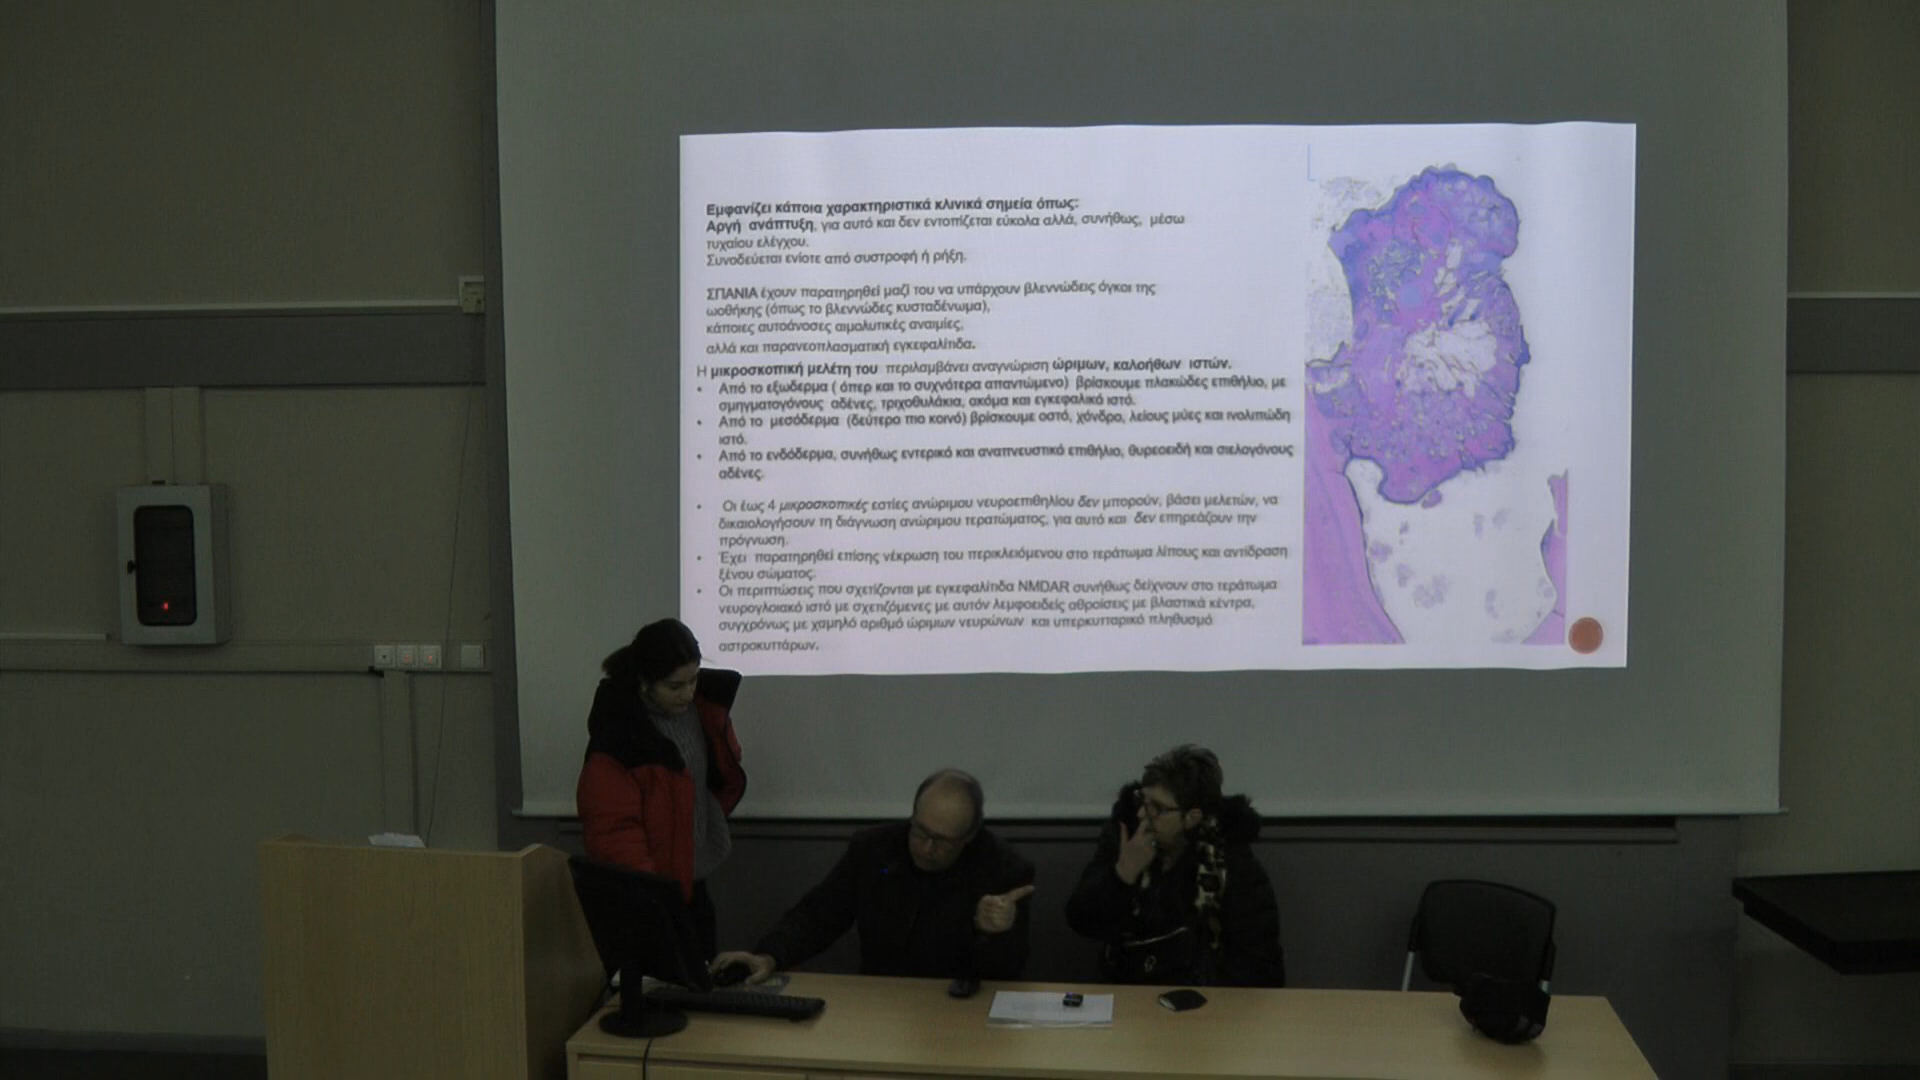 Εμφανίζει κάποια χαρακτηριστικά κλινικά σημεία όπως:
Αργή ανάπτυξη, για αυτό και δεν εντοπίζεται εύκολα αλλά, συνήθως, μέσω
τυχαίου ελέγχου.
Συνοδεύεται ενίοτε από συστροφή ή ρήξη.
ΣΠΑΝΙΑ έχουν παρατηρηθεί μαζί του να υπάρχουν βλεννώδεις όγκοι της
ωοθήκης (όπως το βλεννώδες κυσταδένωμα),
κάποιες αυτοάνοσες αιμολυτικές αναιμίες,
αλλά και παρανεοπλασματική εγκεφαλίτιδα.
Η μικροσκοπική μελέτη του περιλαμβάνει αναγνώριση ώριμων, καλοήθων ιστών.
• Από το εξώδερμα ( όπερ και το συχνότερα απαντώμενο) βρίσκουμε πλακώδες επιθήλιο, με
σμηγματογόνους αδένες, τριχοθυλάκια, ακόμα και εγκεφαλικό ιστό.
• Από το μεσόδερμα (δεύτερο πιο κοινό) βρίσκουμε οστό, χόνδρο, λείους μύες και ινολιπώδη
ιστό.
• Από το ενδόδερμα, συνήθως εντερικό και αναπνευστικό επιθήλιο, θυρεοειδή και σιελογόνους
αδένες.
• Οι έως 4 μικροσκοπικές εστίες ανώριμου νευροεπιθηλίου δεν μπορούν, βάσει μελετών, να
δικαιολογήσουν τη διάγνωση ανώριμου τερατώματος, για αυτό και δεν επηρεάζουν την
πρόγνωση.
• Έχει παρατηρηθεί επίσης νέκρωση του περικλειόμενου στο τεράτωμα λίπους και αντίδραση
ξένου σώματος.
• Οι περιπτώσεις που σχετίζονται με εγκεφαλίτιδα NMDAR συνήθως δείχνουν στο τεράτωμα
νευρογλοιακό ιστό με σχετιζόμενες με αυτόν λεμφοειδείς αθροίσεις με βλαστικά κέντρα,
συγχρόνως με χαμηλό αριθμό ώριμων νευρώνων και υπερκυτταρικό πληθυσμό
αστροκυττάρων.